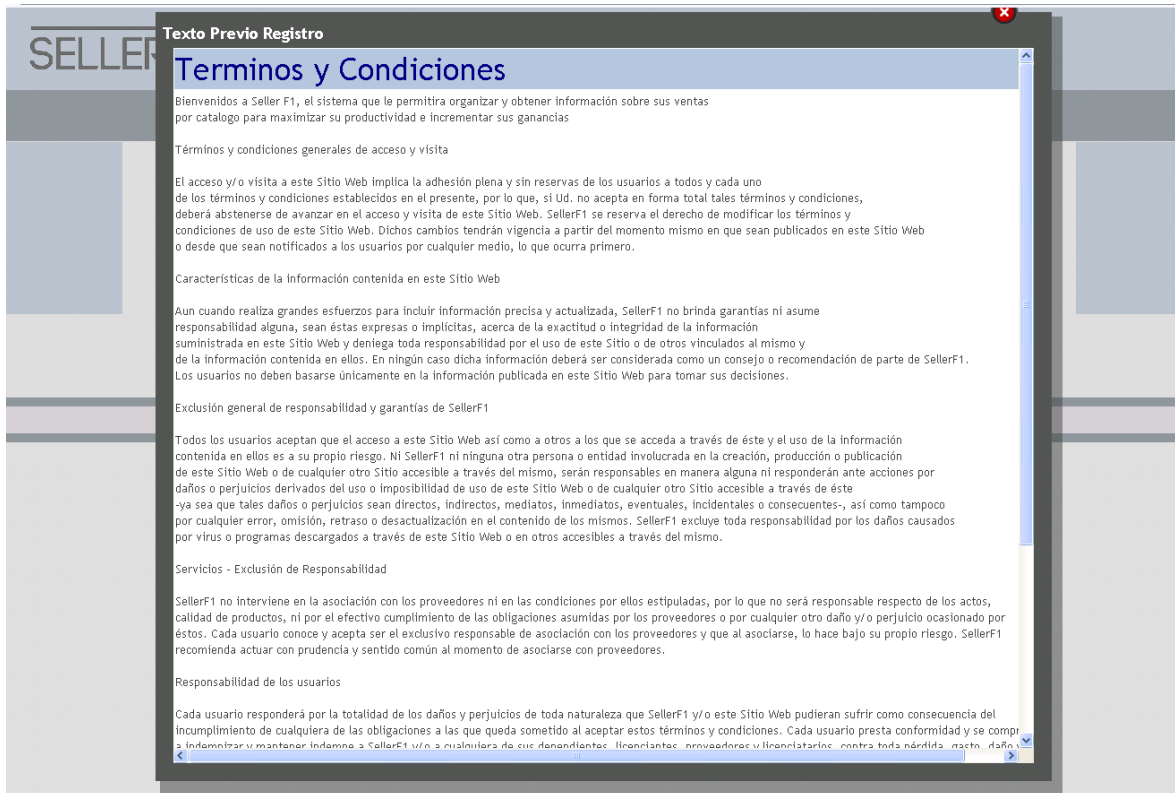 SELLER
Texto Previo Registro
Terminos y Condiciones
Bienvenidos a Seller F1, el sistema que le permitira organizar y obtener información sobre sus ventas
por catalogo para maximizar su productividad e incrementar sus ganancias
Términos y condiciones generales de acceso y visita
El acceso y/o visita a este Sitio Web implica la adhesión plena y sin reservas de los usuarios a todos y cada uno
de los términos y condiciones establecidos en el presente, por lo que, si Ud. no acepta en forma total tales términos y condiciones,
deberá abstenerse de avanzar en el acceso y visita de este Sitio Web. SellerF1 se reserva el derecho de modificar los términos y
condiciones de uso de este Sitio Web. Dichos cambios tendrán vigencia a partir del momento mismo en que sean publicados en este Sitio Web
o desde que sean notificados a los usuarios por cualquier medio, lo que ocurra primero.
Características de la información contenida en este Sitio Web
Aun cuando realiza grandes esfuerzos para incluir información precisa y actualizada, SellerF1 no brinda garantías ni asume
responsabilidad alguna, sean éstas expresas o implícitas, acerca de la exactitud o integridad de la información
suministrada en este Sitio Web y deniega toda responsabilidad por el uso de este Sitio o de otros vinculados al mismo y
de la información contenida en ellos. En ningún caso dicha información deberá ser considerada como un consejo o recomendación de parte de SellerF1.
Los usuarios no deben basarse únicamente en la información publicada en este Sitio Web para tomar sus decisiones.
Exclusión general de responsabilidad y garantías de SellerF1
Todos los usuarios aceptan que el acceso a este Sitio Web así como a otros a los que se acceda a través de éste y el uso de la información
contenida en ellos es a su propio riesgo. Ni SellerF1 ni ninguna otra persona o entidad involucrada en la creación, producción o publicación
de este Sitio Web o de cualquier otro Sitio accesible a través del mismo, serán responsables en manera alguna ni responderán ante acciones por
daños o perjuicios derivados del uso o imposibilidad de uso de este Sitio Web o de cualquier otro Sitio accesible a través de éste
-ya sea que tales daños o perjuicios sean directos, indirectos, mediatos, inmediatos, eventuales, incidentales o consecuentes-, así como tampoco
por cualquier error, omisión, retraso o desactualización en el contenido de los mismos. SellerF1 excluye toda responsabilidad por los daños causados
por virus o programas descargados a través de este Sitio Web o en otros accesibles a través del mismo.
Servicios - Exclusión de Responsabilidad
SellerF1 no interviene en la asociación con los proveedores ni en las condiciones por ellos estipuladas, por lo que no será responsable respecto de los actos,
calidad de productos, ni por el efectivo cumplimiento de las obligaciones asumidas por los proveedores o por cualquier otro daño y/o perjuicio ocasionado por
éstos. Cada usuario conoce y acepta ser el exclusivo responsable de asociación con los proveedores y que al asociarse, lo hace bajo su propio riesgo. SellerF1
recomienda actuar con prudencia y sentido común al momento de asociarse con proveedores.
Responsabilidad de los usuarios
Cada usuario responderá por la totalidad de los daños y perjuicios de toda naturaleza que SellerF1 y/o este Sitio Web pudieran sufrir como consecuencia del
incumplimiento de cualquiera de las obligaciones a las que queda sometido al aceptar estos términos y condiciones. Cada usuario presta conformidad y se compr
a indemnizar y mantener indemne a SellerF1 y/o a cualquiera de sus dependientes, licenciantes, proveedores y licenciatarios, contra toda pérdida, gasto, daño